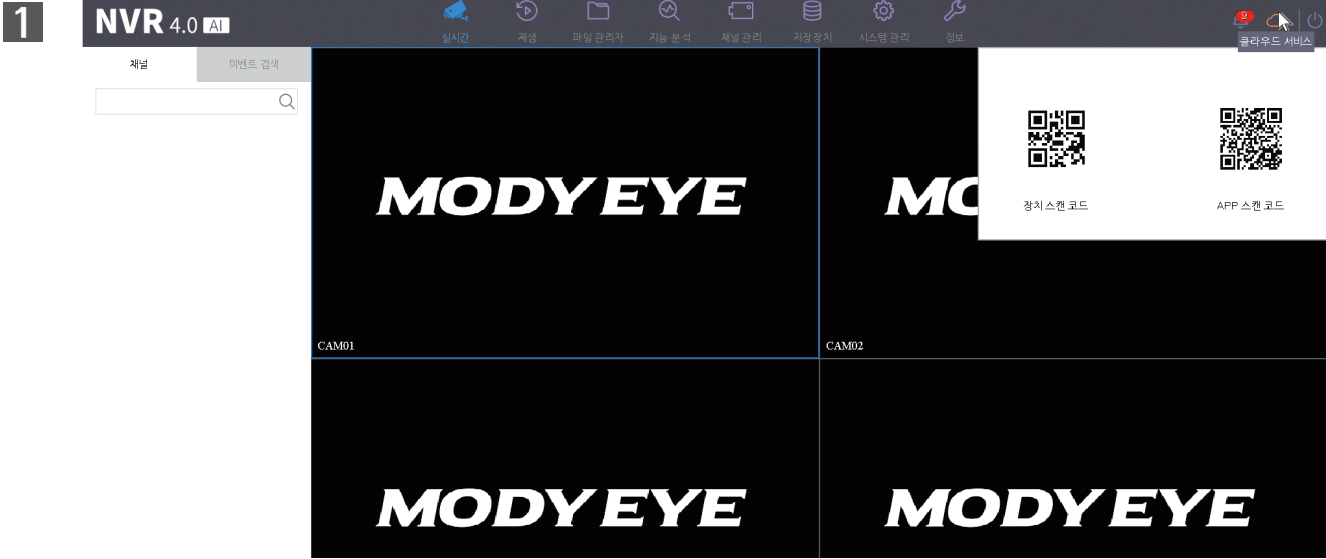 1
NVR 4.0 AI
실시간 재생 파일 관리자 지능 분석 채널 관리 저장장치 시스템 관리 정보
9
클라우드 서비스
채널 이벤트 검색
MODY EYE
CAM01
MO
CAM02
장치 스캔 코드 APP 스캔 코드
MODY EYE
MODY EYE